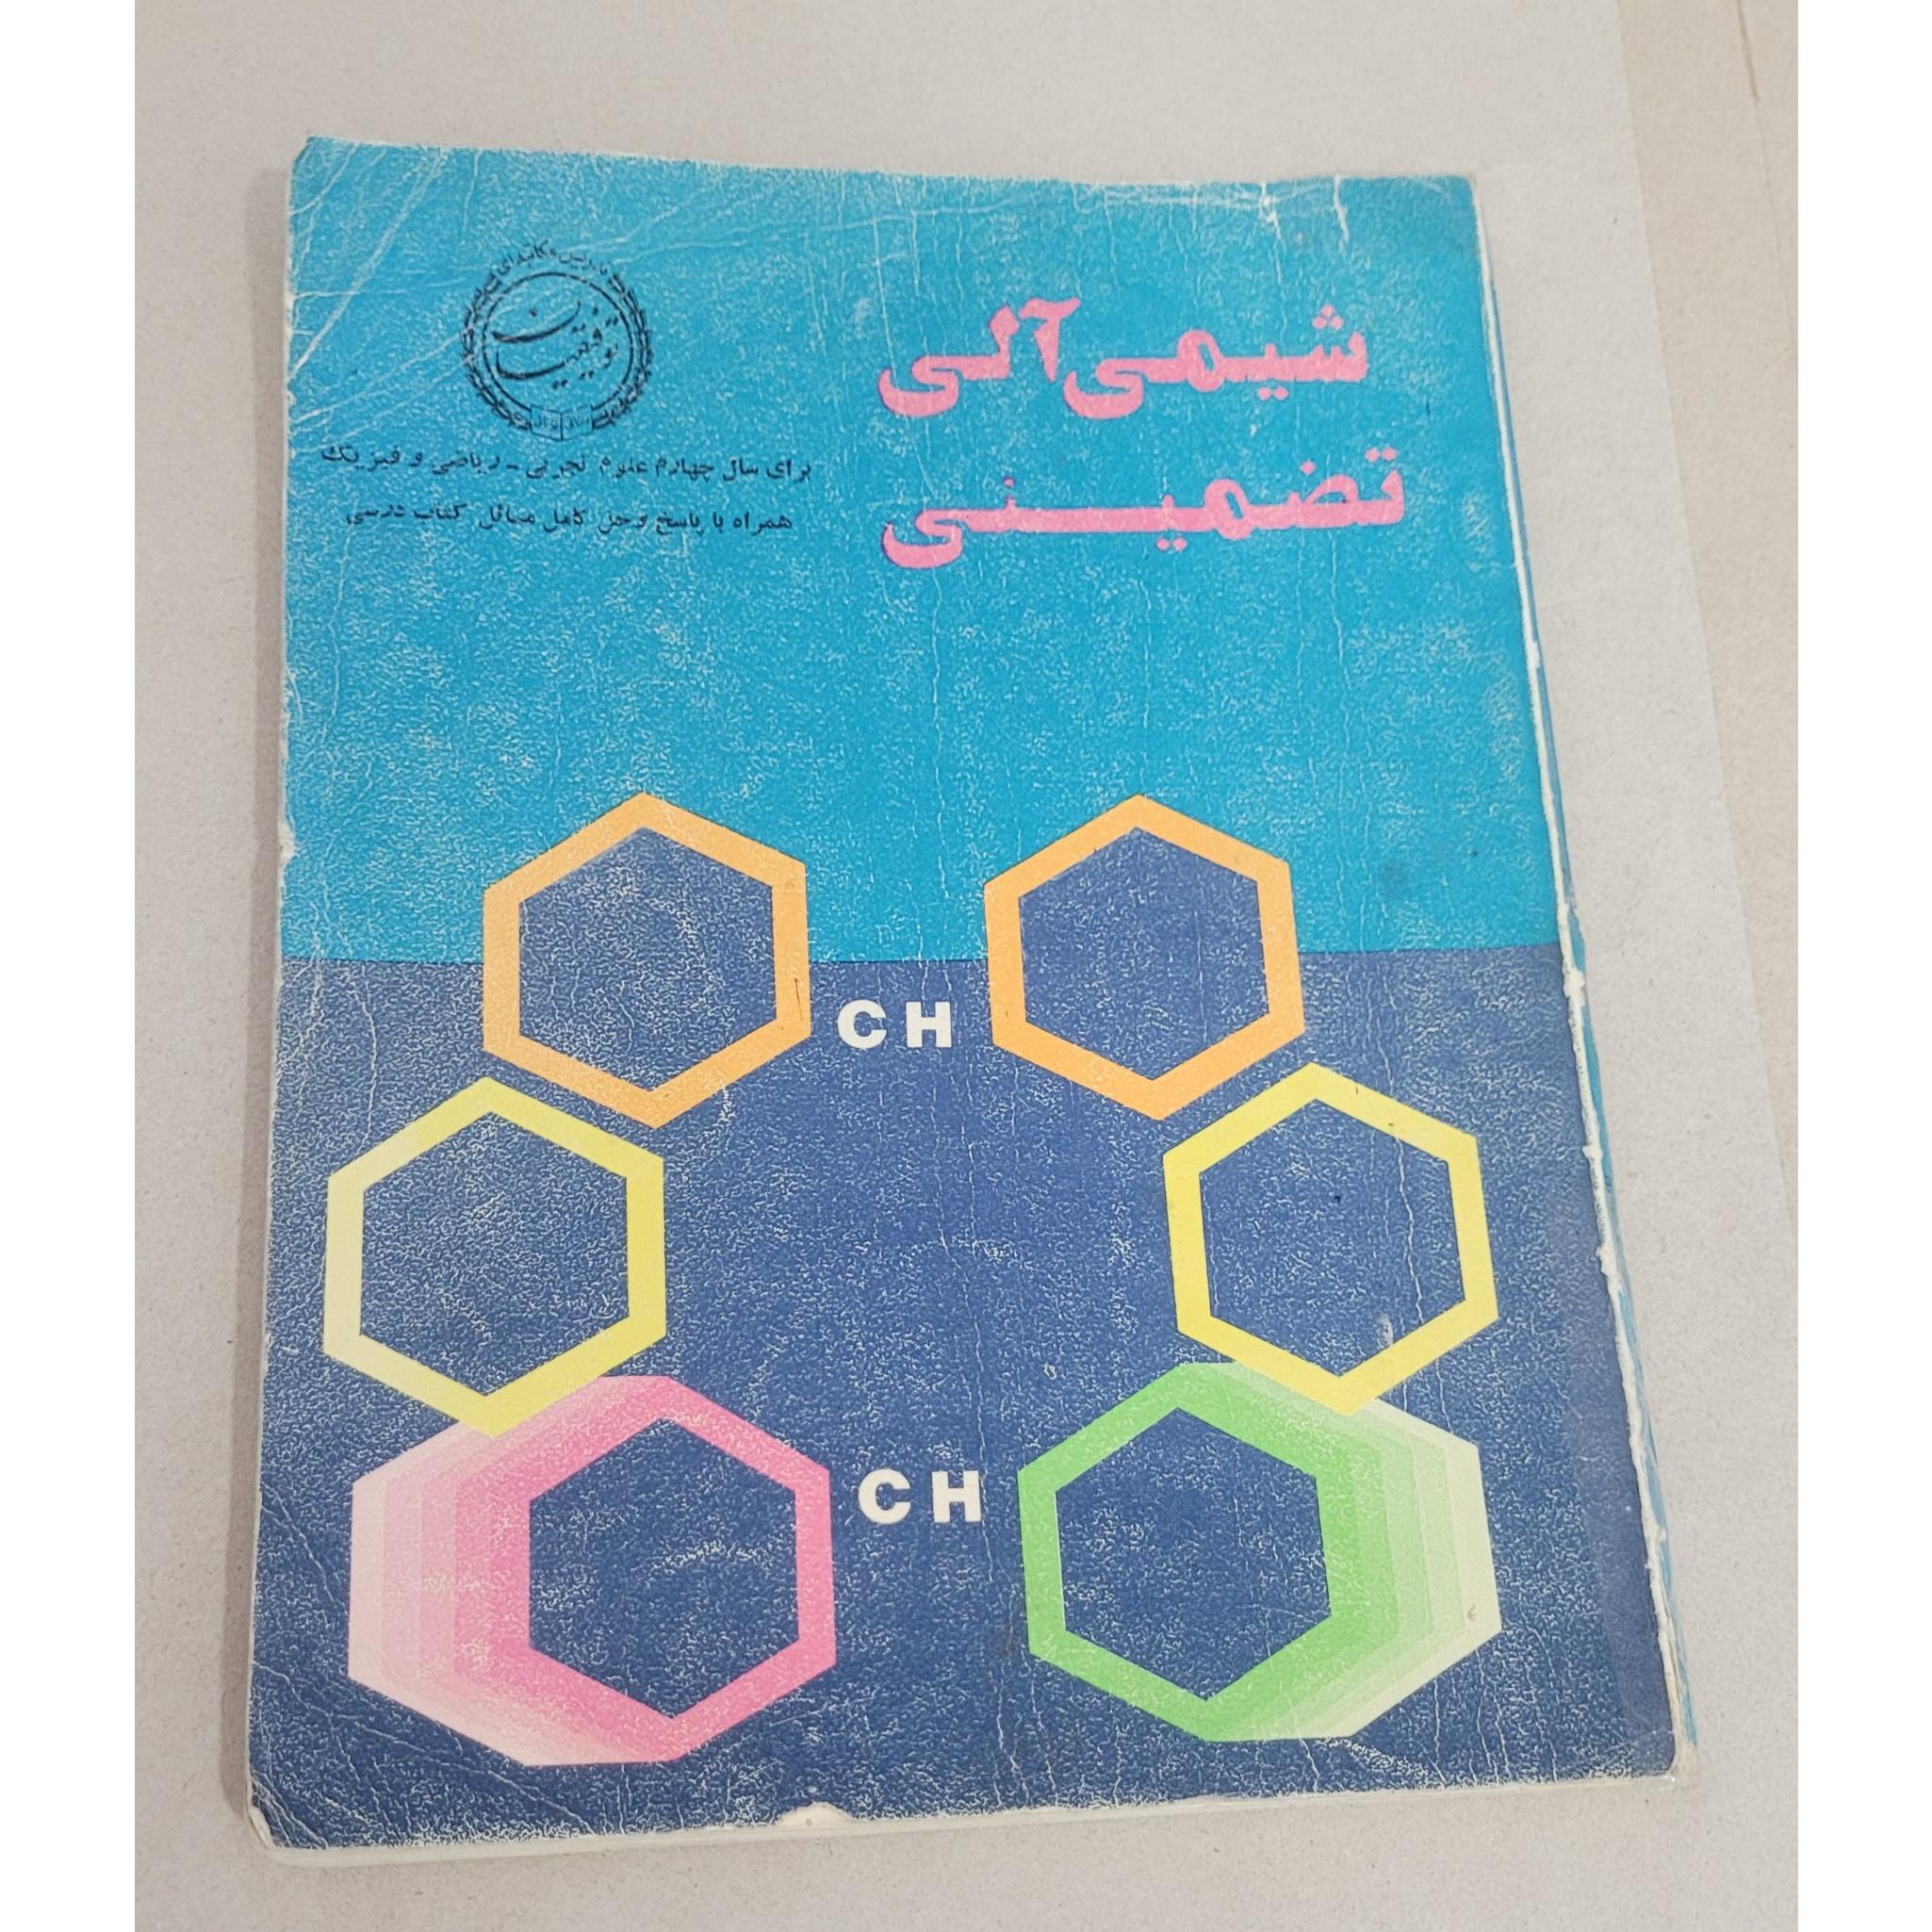 شیمی آلی
تضمینی
توفیقیان
برای سال چهارم علوم تجربی - ریاضی و فیزیک
همراه با پاسخ و حل کامل مسائل کتاب درسی
CH
CH